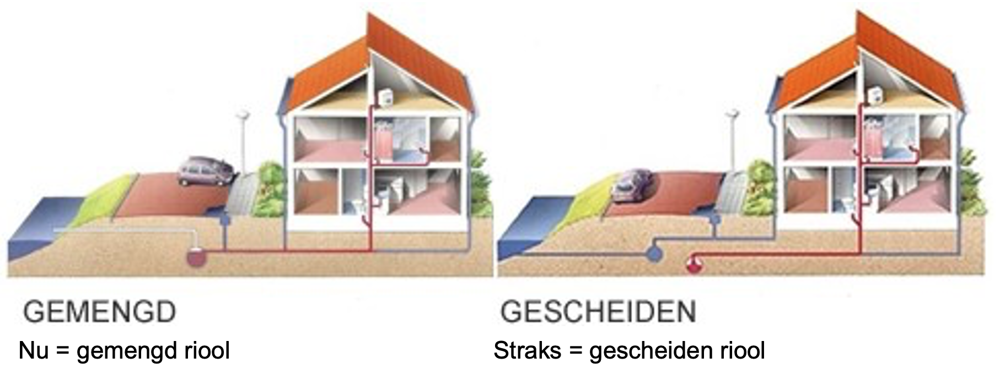 GEMENGD
GESCHEIDEN
Nu = gemengd riool
Straks = gescheiden riool